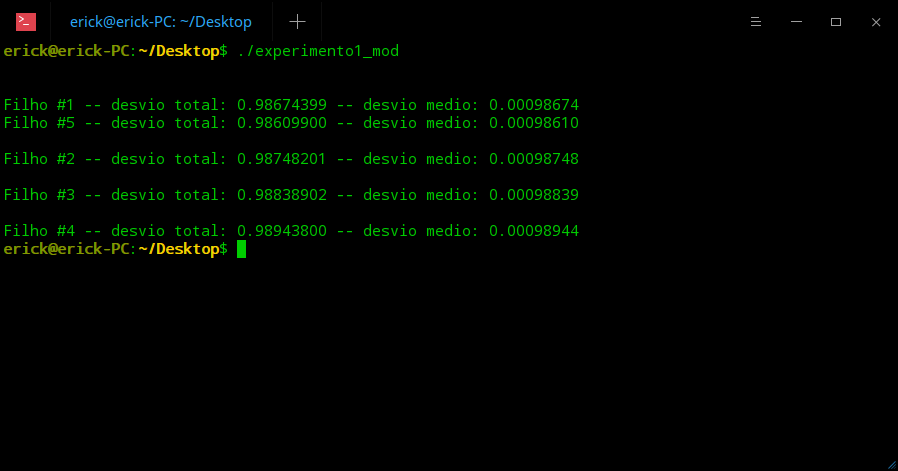 erick@erick-PC: ~/Desktop
erick@erick-PC:~/Desktop$ ./experimento1_mod
Filho #1 -- desvio total: 0.98674399 -- desvio medio: 0.00098674
Filho #5 -- desvio total: 0.98609900 -- desvio medio: 0.00098610
Filho #2 -- desvio total: 0.98748201 -- desvio medio: 0.00098748
Filho #3 -- desvio total: 0.98838902 -- desvio medio: 0.00098839
Filho #4 -- desvio total: 0.98943800 -- desvio medio: 0.00098944
erick@erick-PC:~/Desktop$